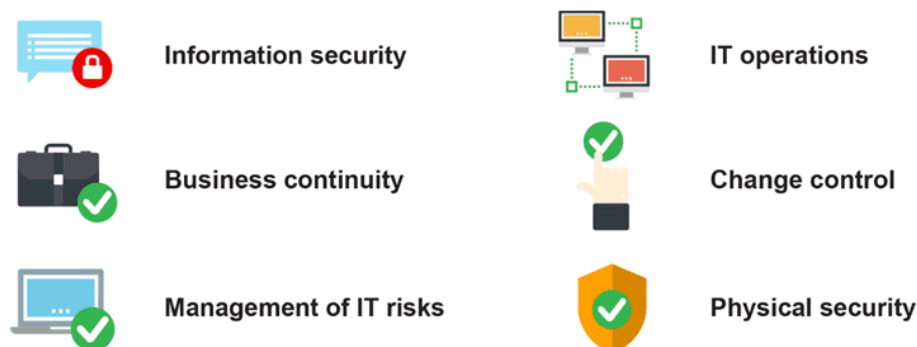 Information security
IT operations
Business continuity
Change control
Management of IT risks
Physical security